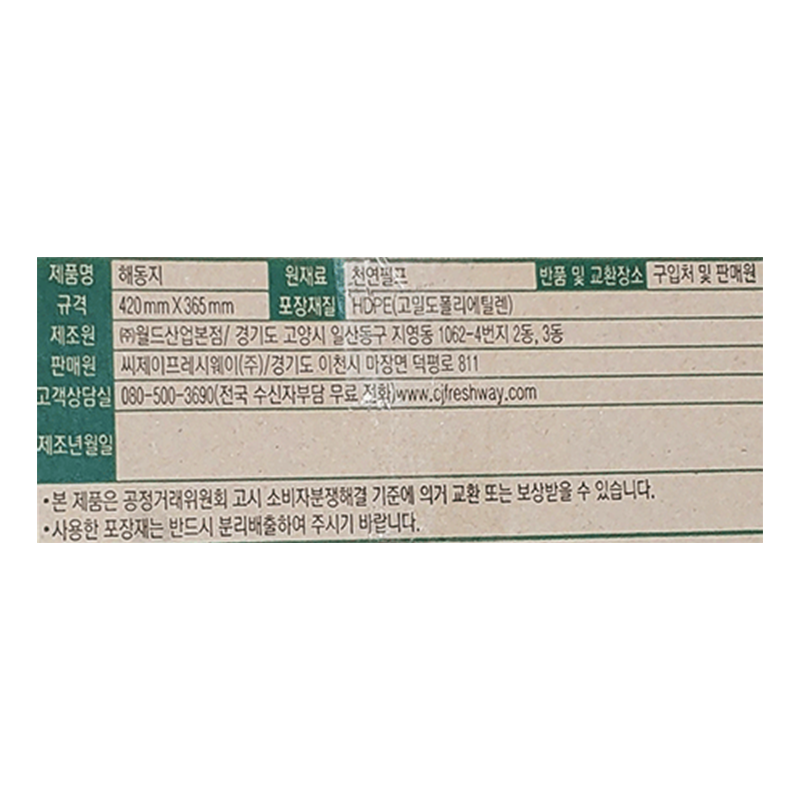 제품명 해동지 원재료 천연펄프 반품 및 교환장소 구입처 및 판매원
규격 420mm X 365mm 포장재질 HDPE(고밀도폴리에틸렌)
제조원 ㈜월드산업본점/ 경기도 고양시 일산동구 지영동 1062-4번지 2동, 3동
판매원 씨제이프레시웨이(주)/경기도 이천시 마장면 덕평로 811
고객상담실 080-500-3690(전국 수신자부담 무료 전화)www.cjfreshway.com
제조년월일
•본 제품은 공정거래위원회 고시 소비자분쟁해결 기준에 의거 교환 또는 보상받을 수 있습니다.
•사용한 포장재는 반드시 분리배출하여 주시기 바랍니다.